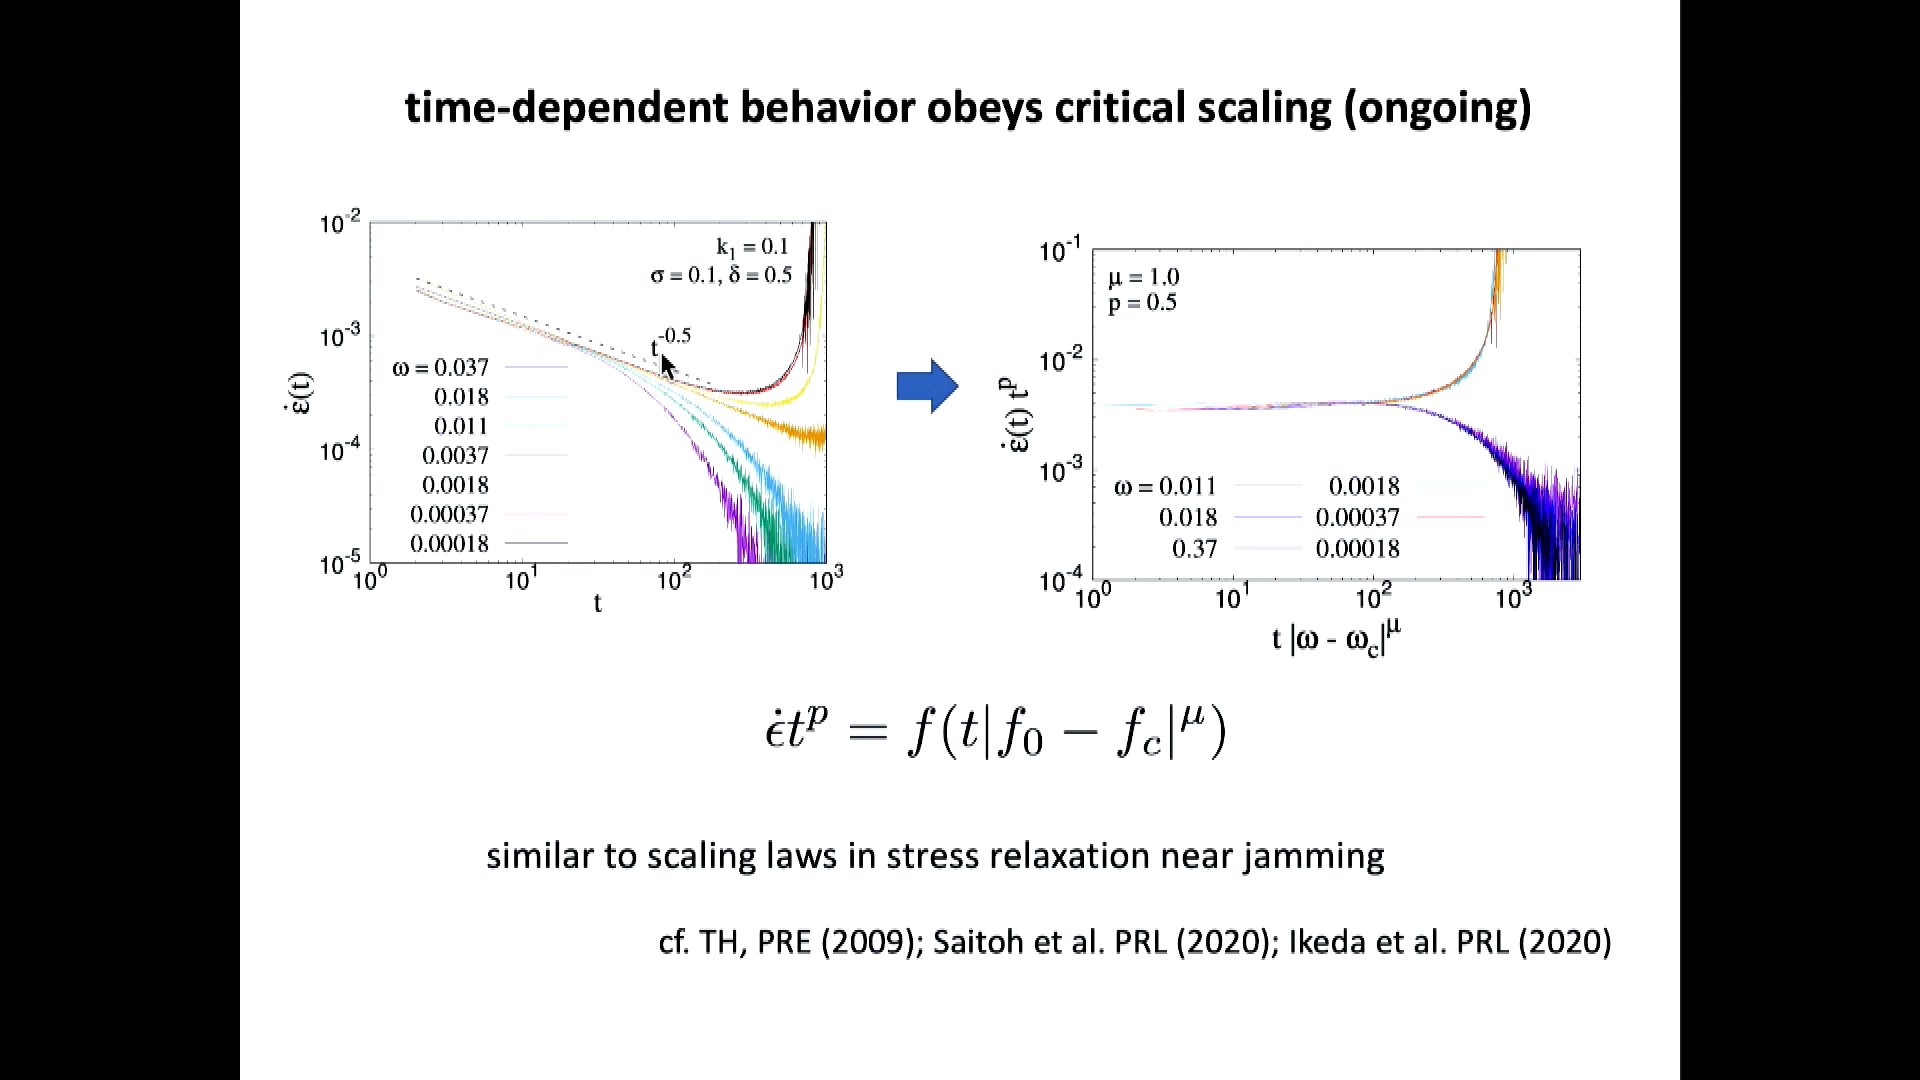 time-dependent behavior obeys critical scaling (ongoing)
10^-2
10^-3
10^-4
10^-5
ε̇(t)
k_1 = 0.1
σ = 0.1, δ = 0.5
t^-0.5
ω = 0.037
0.018
0.011
0.0037
0.0018
0.00037
0.00018
10^0 10^1 10^2 10^3
t
10^-1
10^-2
10^-3
10^-4
ε̇(t) t^p
μ = 1.0
p = 0.5
ω = 0.011 0.0018
0.018 0.00037
0.37 0.00018
10^0 10^1 10^2 10^3
t |ω - ω_c|^μ
ϵ̇t^p = f(t|f_0 − f_c|^μ)
similar to scaling laws in stress relaxation near jamming
cf. TH, PRE (2009); Saitoh et al. PRL (2020); Ikeda et al. PRL (2020)